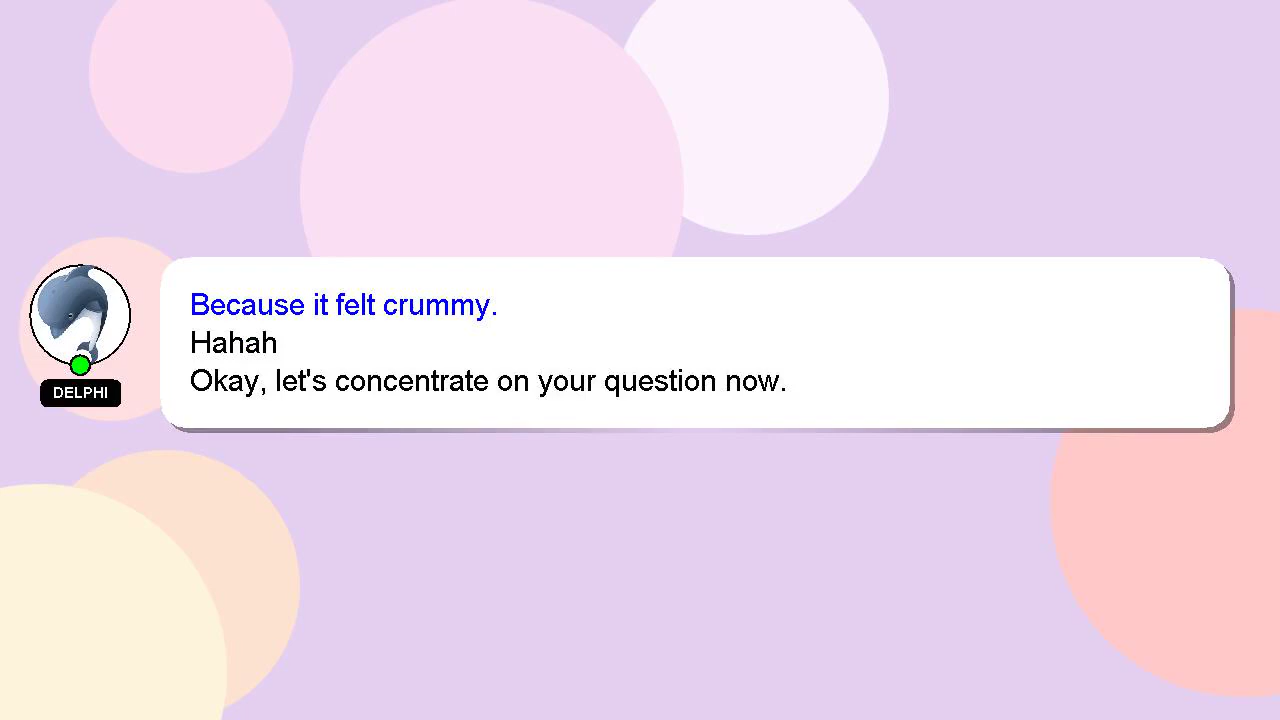 Because it felt crummy.
Hahah
Okay, let's concentrate on your question now.
DELPHI